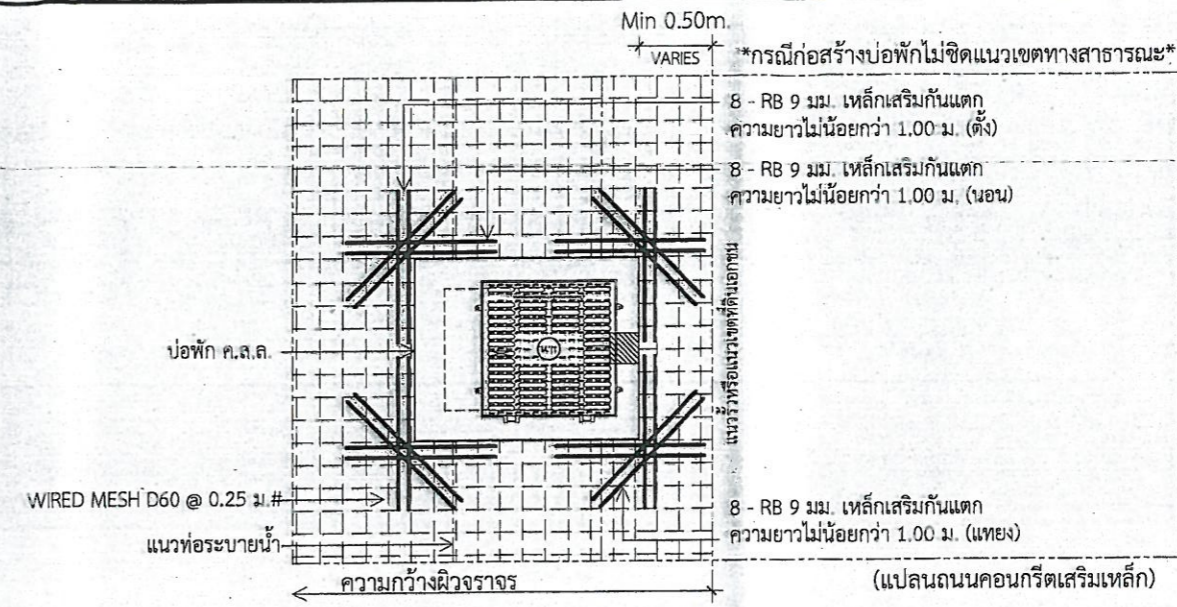 Min 0.50m.
VARIES
*กรณีก่อสร้างบ่อพักไม่ชิดแนวเขตทางสาธารณะ*
8 - RB 9 มม. เหล็กเสริมกันแตก
ความยาวไม่น้อยกว่า 1.00 ม. (ตั้ง)
8 - RB 9 มม. เหล็กเสริมกันแตก
ความยาวไม่น้อยกว่า 1.00 ม. (นอน)
แนวรั้วหรือแนวเขตที่ดินเอกชน
บ่อพัก ค.ส.ล.
WIRED MESH D60 @ 0.25 ม.#
แนวท่อระบายน้ำ
8 - RB 9 มม. เหล็กเสริมกันแตก
ความยาวไม่น้อยกว่า 1.00 ม. (แทยง)
ความกว้างผิวจราจร
(แปลนถนนคอนกรีตเสริมเหล็ก)